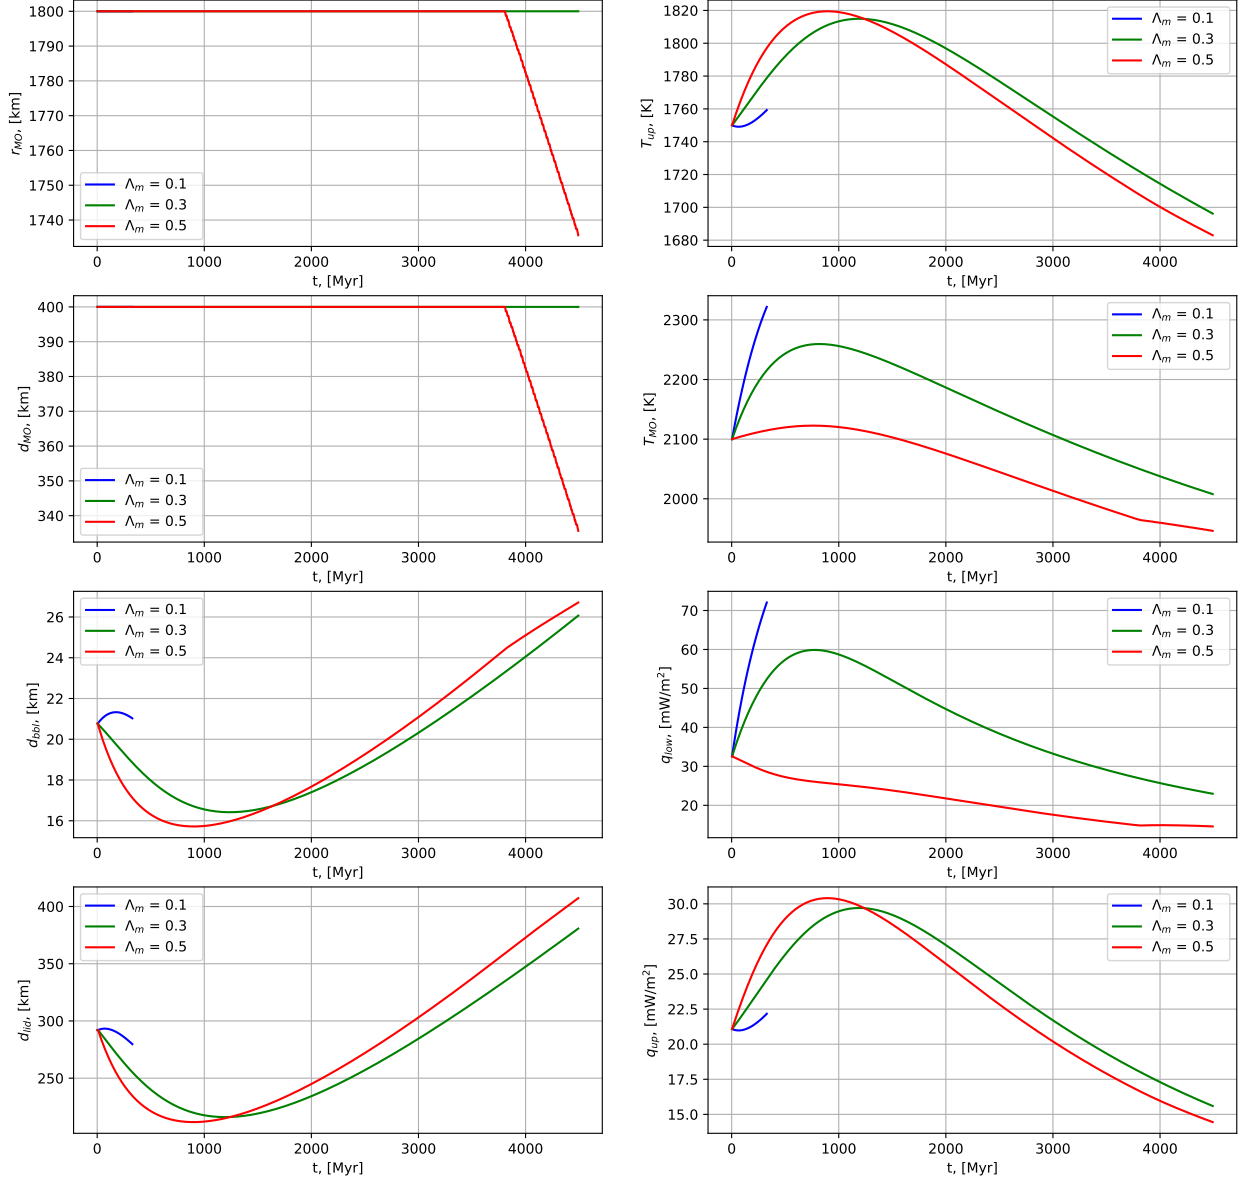 1800
1790
1780
1770
1760
1750
1740
r_MO, [km]
Λ_m = 0.1
Λ_m = 0.3
Λ_m = 0.5
0 1000 2000 3000 4000
t, [Myr]
1820
1800
1780
1760
1740
1720
1700
1680
T_up, [K]
Λ_m = 0.1
Λ_m = 0.3
Λ_m = 0.5
0 1000 2000 3000 4000
t, [Myr]
400
390
380
370
360
350
340
d_MO, [km]
Λ_m = 0.1
Λ_m = 0.3
Λ_m = 0.5
0 1000 2000 3000 4000
t, [Myr]
2300
2200
2100
2000
T_MO, [K]
Λ_m = 0.1
Λ_m = 0.3
Λ_m = 0.5
0 1000 2000 3000 4000
t, [Myr]
26
24
22
20
18
16
d_bbl, [km]
Λ_m = 0.1
Λ_m = 0.3
Λ_m = 0.5
0 1000 2000 3000 4000
t, [Myr]
70
60
50
40
30
20
q_low, [mW/m²]
Λ_m = 0.1
Λ_m = 0.3
Λ_m = 0.5
0 1000 2000 3000 4000
t, [Myr]
400
350
300
250
d_lid, [km]
Λ_m = 0.1
Λ_m = 0.3
Λ_m = 0.5
0 1000 2000 3000 4000
t, [Myr]
30.0
27.5
25.0
22.5
20.0
17.5
15.0
q_up, [mW/m²]
Λ_m = 0.1
Λ_m = 0.3
Λ_m = 0.5
0 1000 2000 3000 4000
t, [Myr]